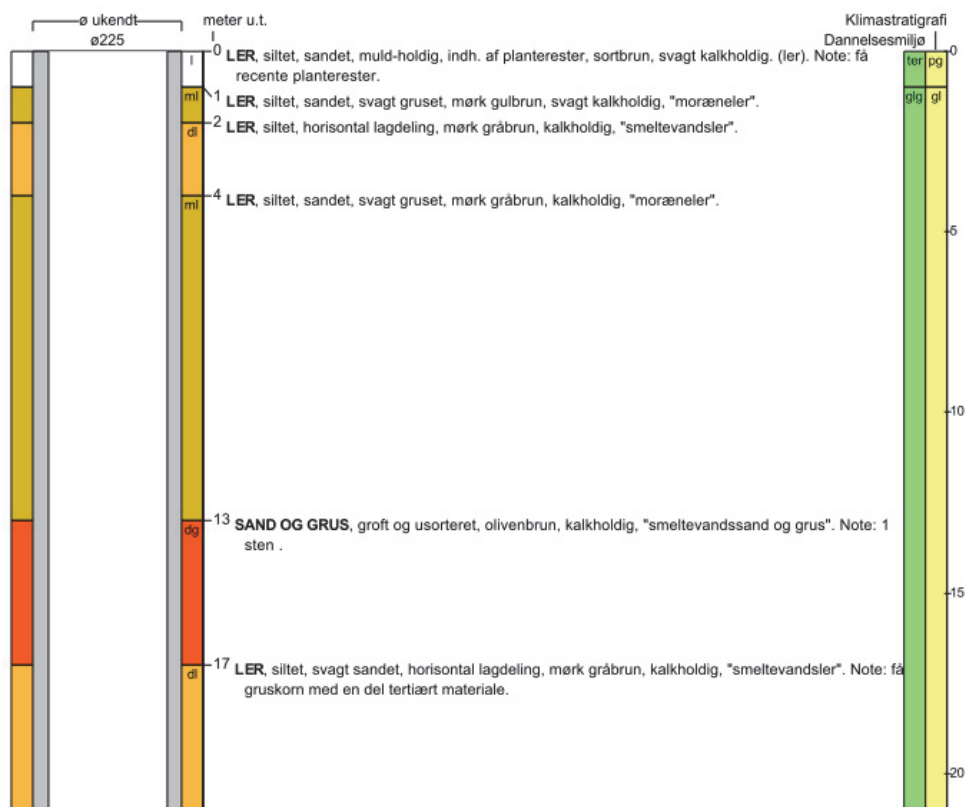 ø ukendt
ø225
meter u.t.
Klimastratigrafi
Dannelsesmiljø
0 LER, siltet, sandet, muld-holdig, indh. af planterester, sortbrun, svagt kalkholdig. (ler). Note: få
recente planterester.
l
ter pg
0
1 LER, siltet, sandet, svagt gruset, mørk gulbrun, svagt kalkholdig, "moræneler".
ml
glg gl
2 LER, siltet, horisontal lagdeling, mørk gråbrun, kalkholdig, "smeltevandsler".
dl
4 LER, siltet, sandet, svagt gruset, mørk gråbrun, kalkholdig, "moræneler".
ml
5
10
13 SAND OG GRUS, groft og usorteret, olivenbrun, kalkholdig, "smeltevandssand og grus". Note: 1
sten .
dg
15
17 LER, siltet, svagt sandet, horisontal lagdeling, mørk gråbrun, kalkholdig, "smeltevandsler". Note: få
gruskorn med en del tertiært materiale.
dl
20